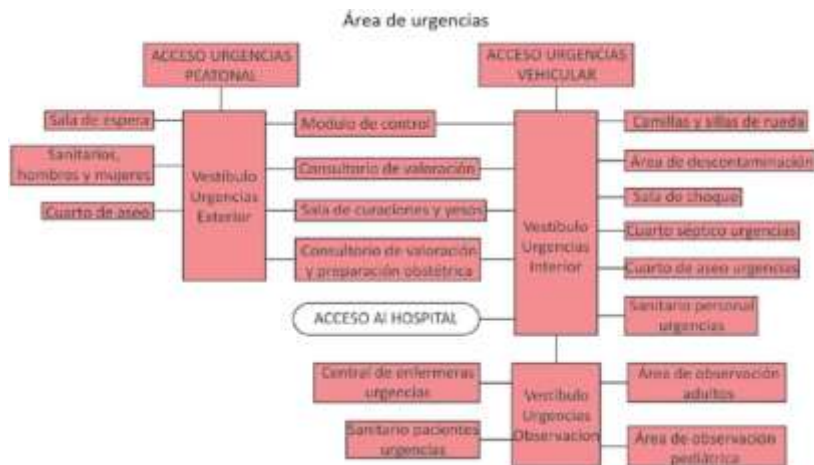 Área de urgencias
ACCESO URGENCIAS
PEATONAL
ACCESO URGENCIAS
VEHICULAR
Sala de espera
Sanitarios,
hombres y mujeres
Cuarto de aseo
Vestíbulo
Urgencias
Exterior
Modulo de control
Consultorio de valoración
Sala de curaciones y yesos
Consultorio de valoración
y preparación obstétrica
ACCESO Al HOSPITAL
Vestíbulo
Urgencias
Interior
Camillas y sillas de rueda
Área de descontaminación
Sala de choque
Cuarto séptico urgencias
Cuarto de aseo urgencias
Sanitario personal
urgencias
Central de enfermeras
urgencias
Sanitario pacientes
urgencias
Vestíbulo
Urgencias
Observacion
Área de observación
adultos
Área de observación
pediátrica